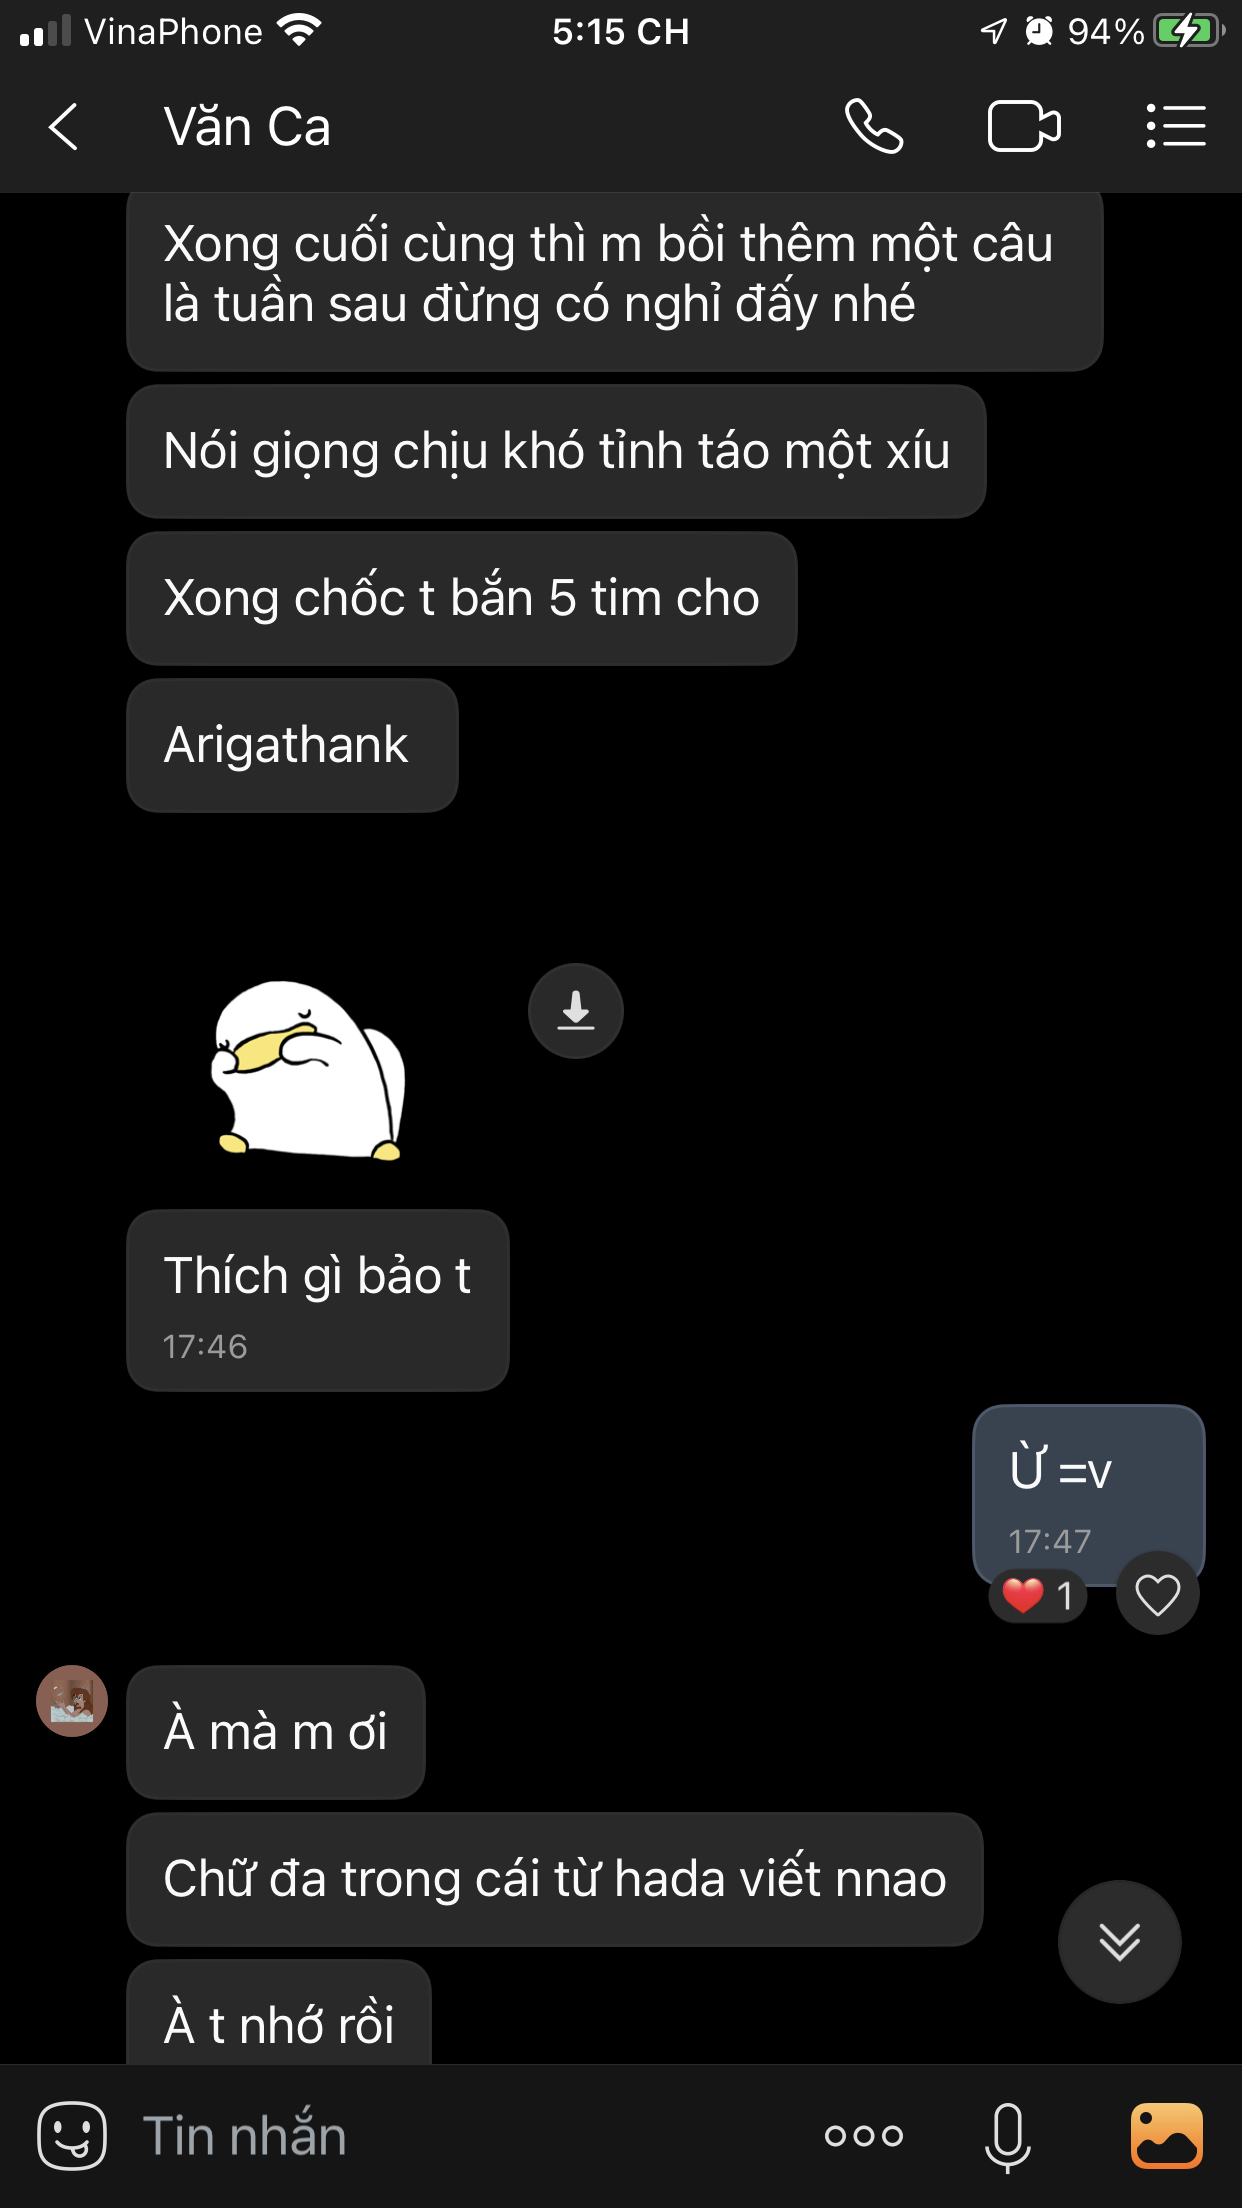 VinaPhone 5:15 CH 94%
Văn Ca
Xong cuối cùng thì m bồi thêm một câu
là tuần sau đừng có nghỉ đấy nhé
Nói giọng chịu khó tỉnh táo một xíu
Xong chốc t bắn 5 tim cho
Arigathank
Thích gì bảo t
17:46
Ừ =v
17:47
1
À mà m ơi
Chữ đa trong cái từ hada viết nnao
À t nhớ rồi
Tin nhắn